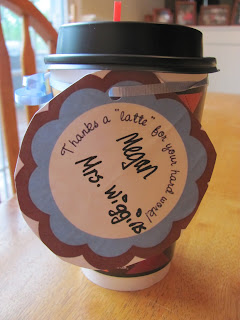 Thanks a "latte" for your hard work!
Megan
Mrs. Wiggins